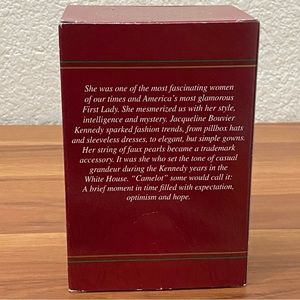 She was one of the most fascinating women
of our times and America's most glamorous
First Lady. She mesmerized us with her style,
intelligence and mystery. Jacqueline Bouvier
Kennedy sparked fashion trends, from pillbox hats
and sleeveless dresses, to elegant, but simple gowns.
Her string of faux pearls became a trademark
accessory. It was she who set the tone of casual
grandeur during the Kennedy years in the
White House. "Camelot" some would call it:
A brief moment in time filled with expectation,
optimism and hope.